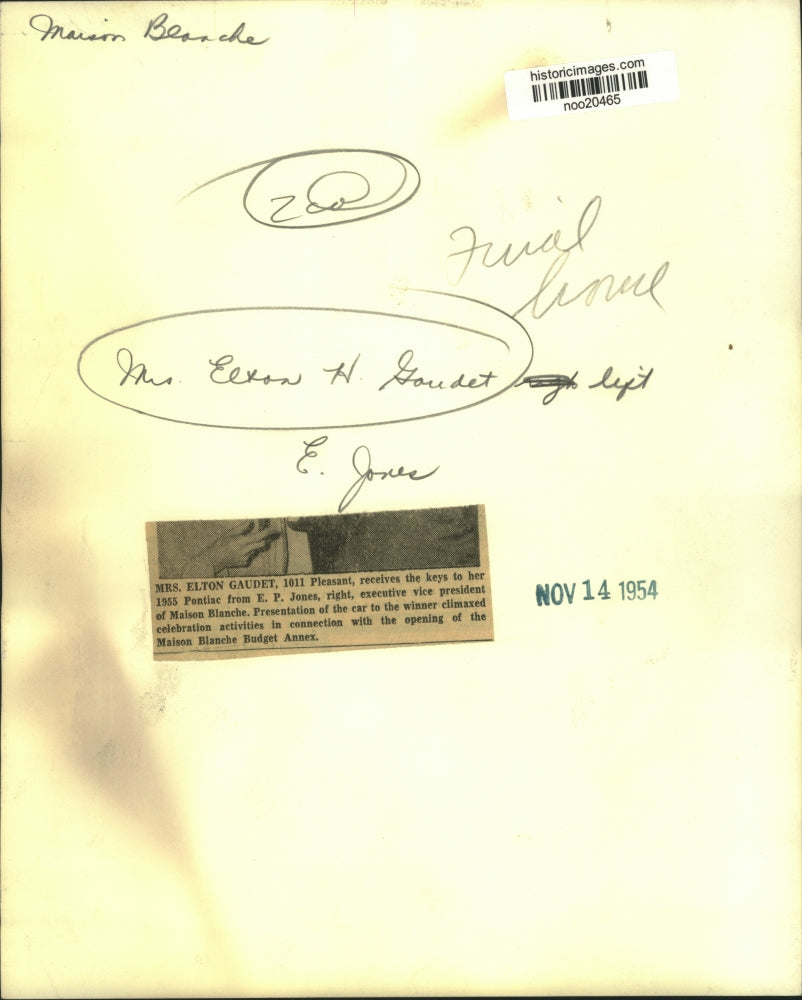 Maison Blanche
historicimages.com
noo20465
200
Mrs. Elton H. Gaudet left
E. Jones
MRS. ELTON GAUDET, 1011 Pleasant, receives the keys to her
1955 Pontiac from E. P. Jones, right, executive vice president
of Maison Blanche. Presentation of the car to the winner climaxed
celebration activities in connection with the opening of the
Maison Blanche Budget Annex.
NOV 14 1954